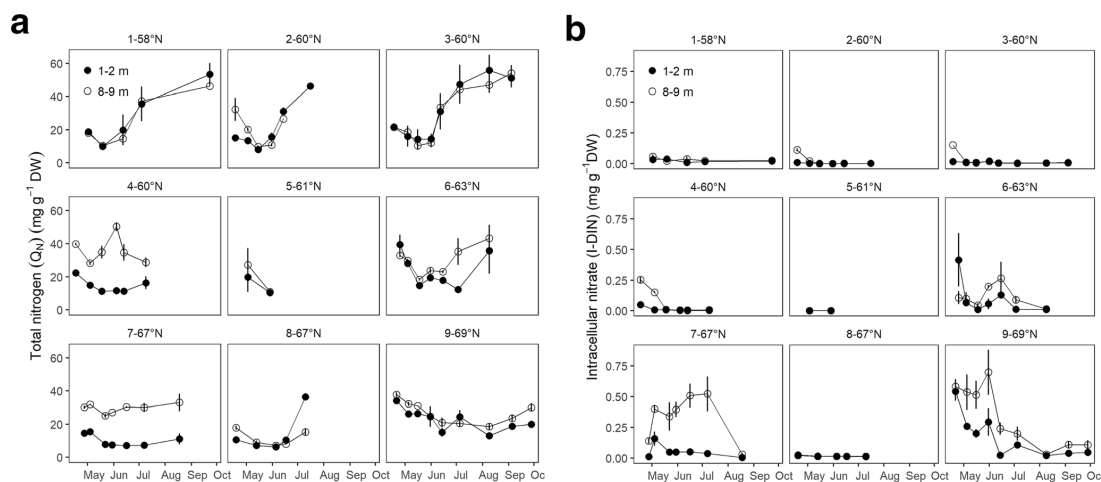 a
Total nitrogen (QN) (mg g−1 DW)
1-58°N
2-60°N
3-60°N
1-2 m
8-9 m
60
40
20
0
4-60°N
5-61°N
6-63°N
60
40
20
0
7-67°N
8-67°N
9-69°N
60
40
20
0
May Jun Jul Aug Sep Oct
May Jun Jul Aug Sep Oct
May Jun Jul Aug Sep Oct
b
Intracellular nitrate (I-DIN) (mg g−1DW)
1-58°N
2-60°N
3-60°N
1-2 m
8-9 m
0.75
0.50
0.25
0.00
4-60°N
5-61°N
6-63°N
0.75
0.50
0.25
0.00
7-67°N
8-67°N
9-69°N
0.75
0.50
0.25
0.00
May Jun Jul Aug Sep Oct
May Jun Jul Aug Sep Oct
May Jun Jul Aug Sep Oc